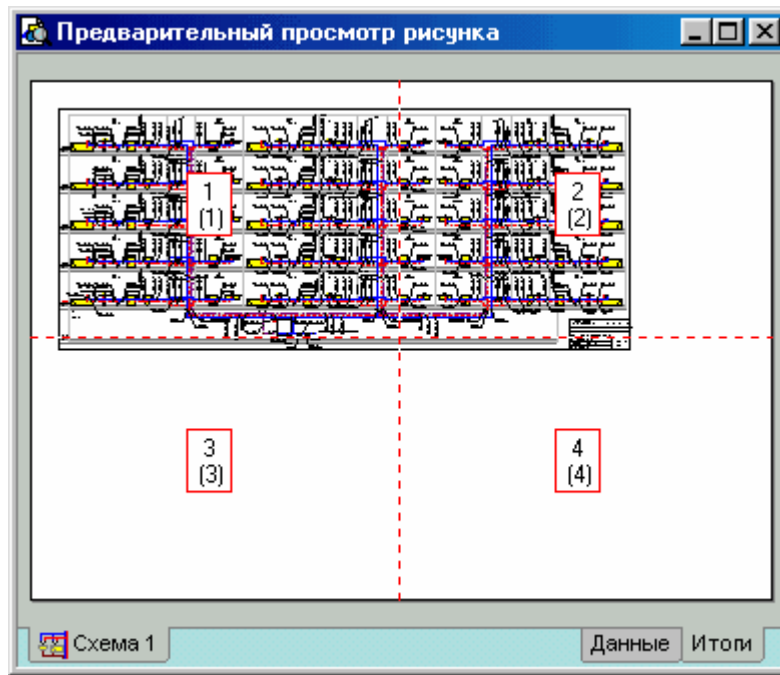 Предварительный просмотр рисунка
1
(1)
2
(2)
3
(3)
4
(4)
Схема 1
Данные
Итоги